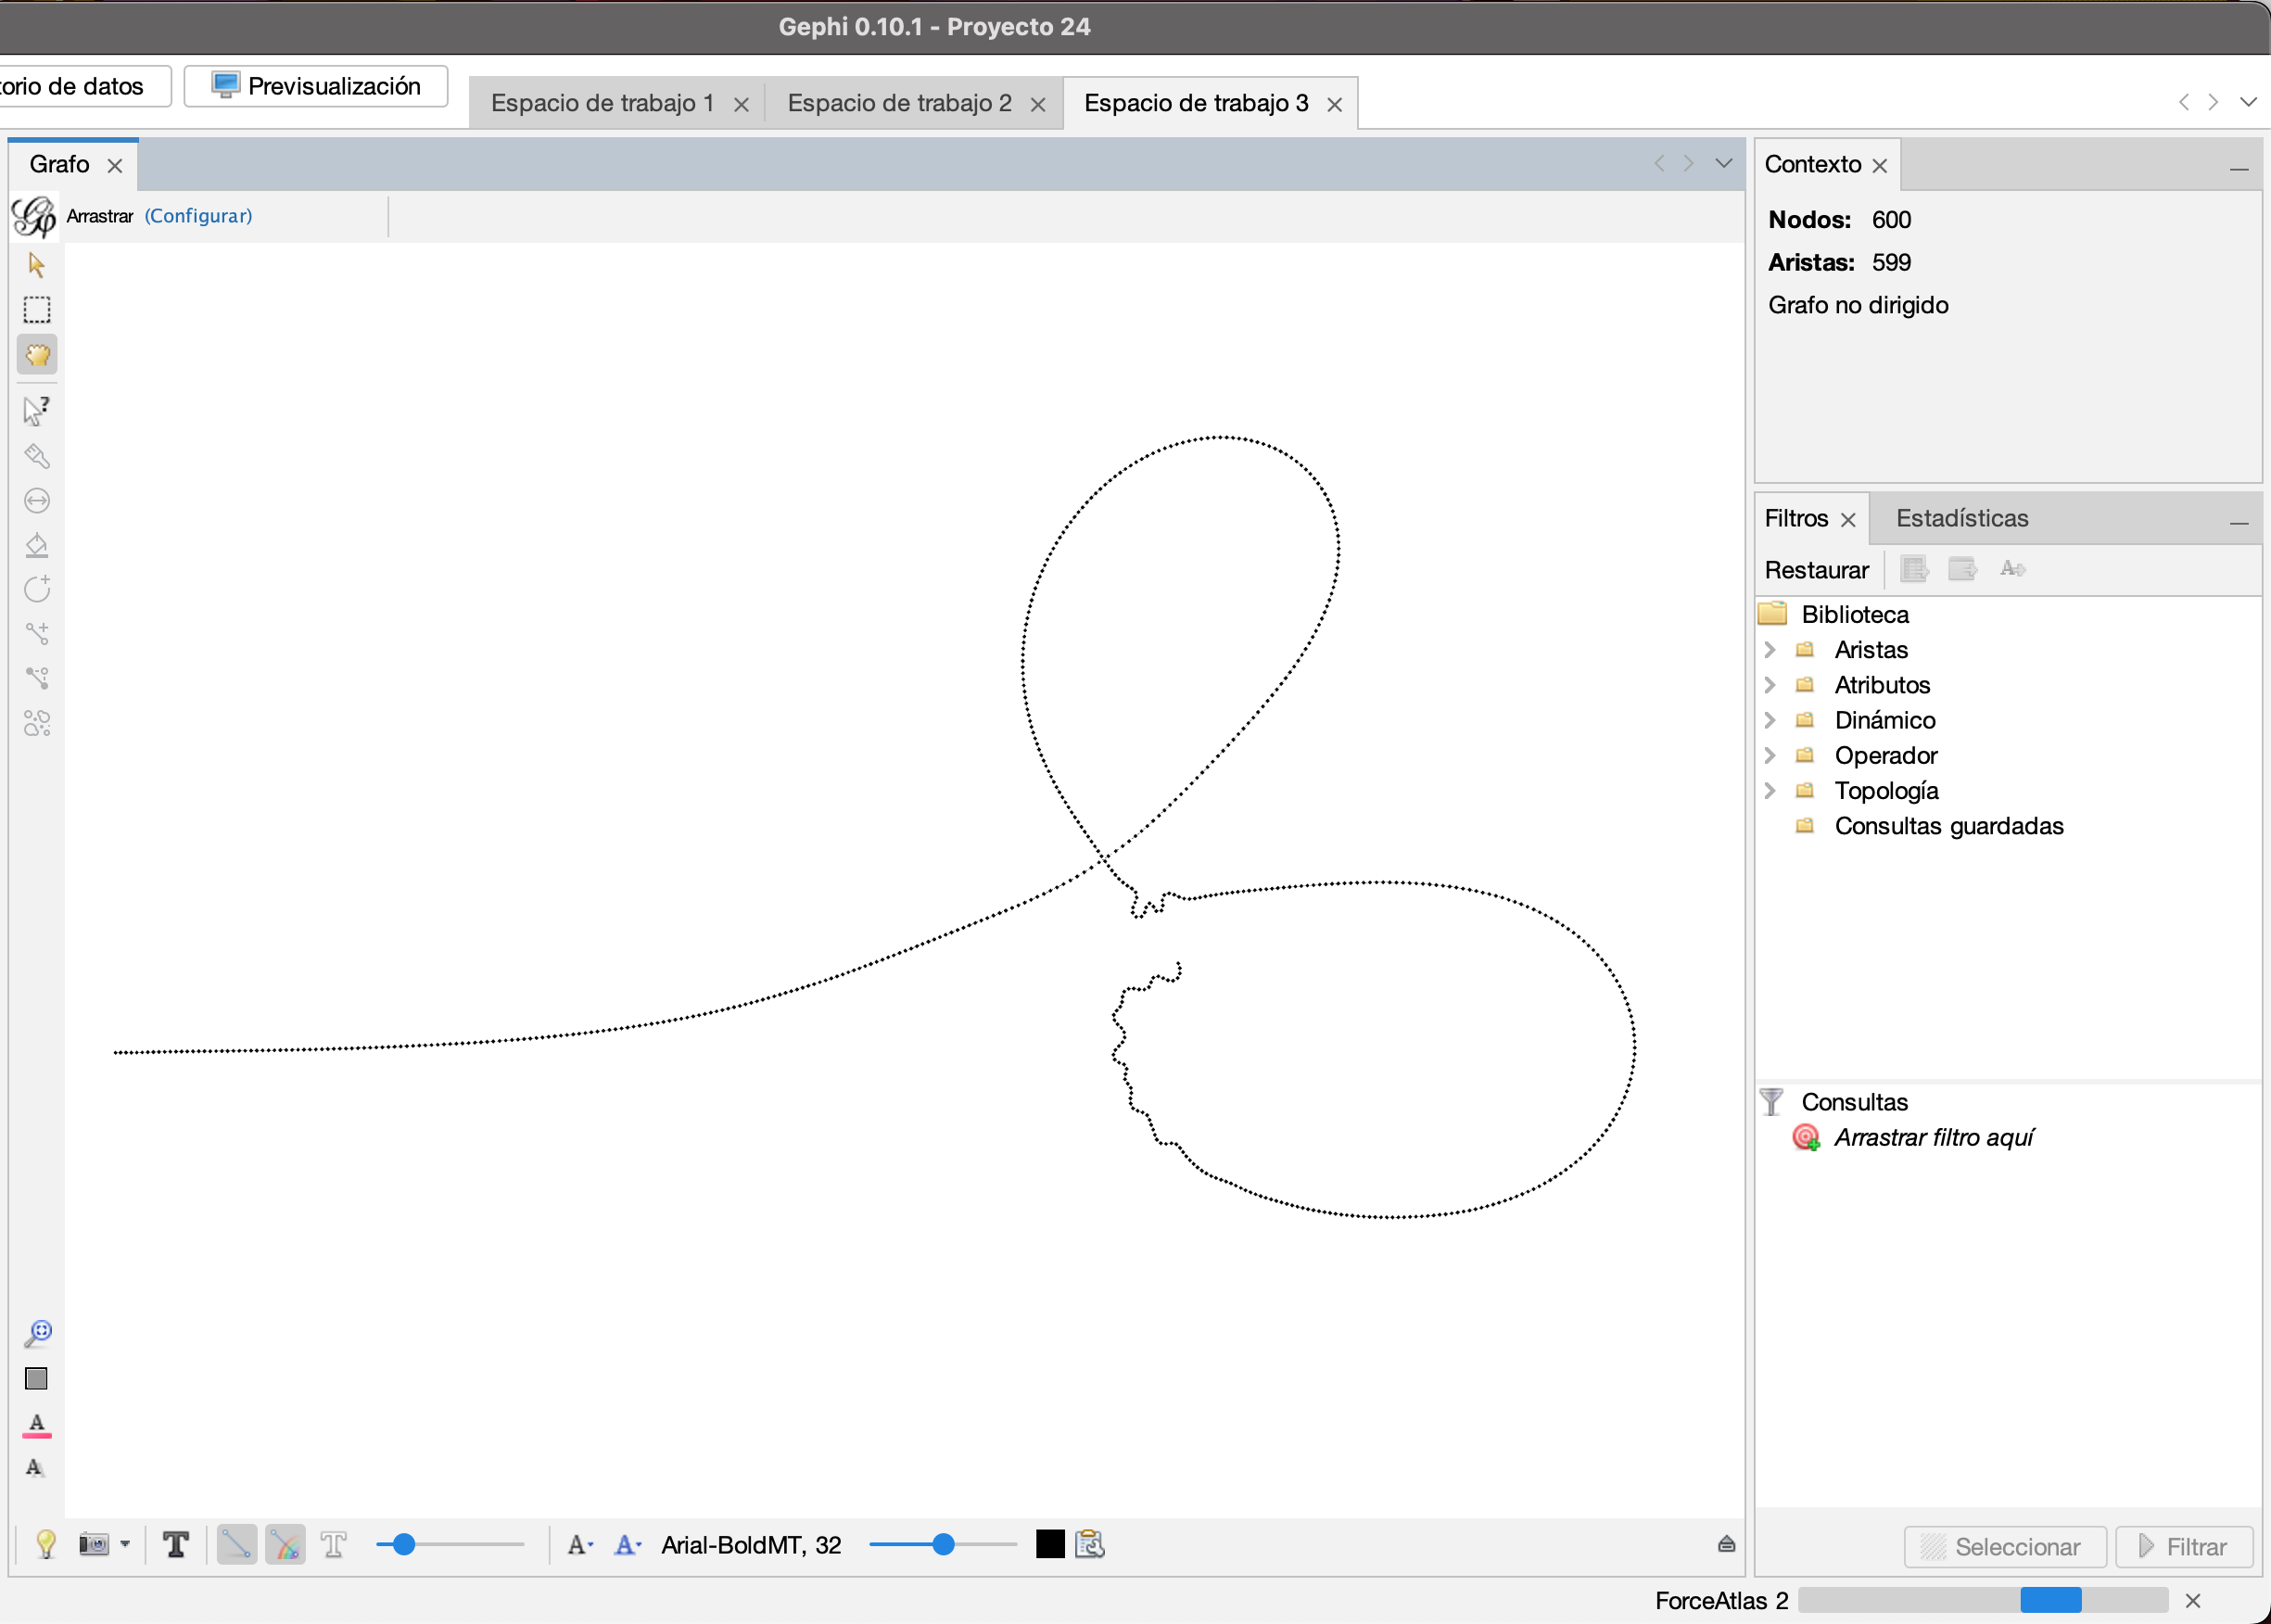 Gephi 0.10.1 - Proyecto 24
torio de datos
Previsualización
Espacio de trabajo 1
Espacio de trabajo 2
Espacio de trabajo 3
Grafo
Arrastrar (Configurar)
Contexto
Nodos: 600
Aristas: 599
Grafo no dirigido
Filtros
Estadísticas
Restaurar
Biblioteca
Aristas
Atributos
Dinámico
Operador
Topología
Consultas guardadas
Consultas
Arrastrar filtro aquí
Arial-BoldMT, 32
Seleccionar
Filtrar
ForceAtlas 2